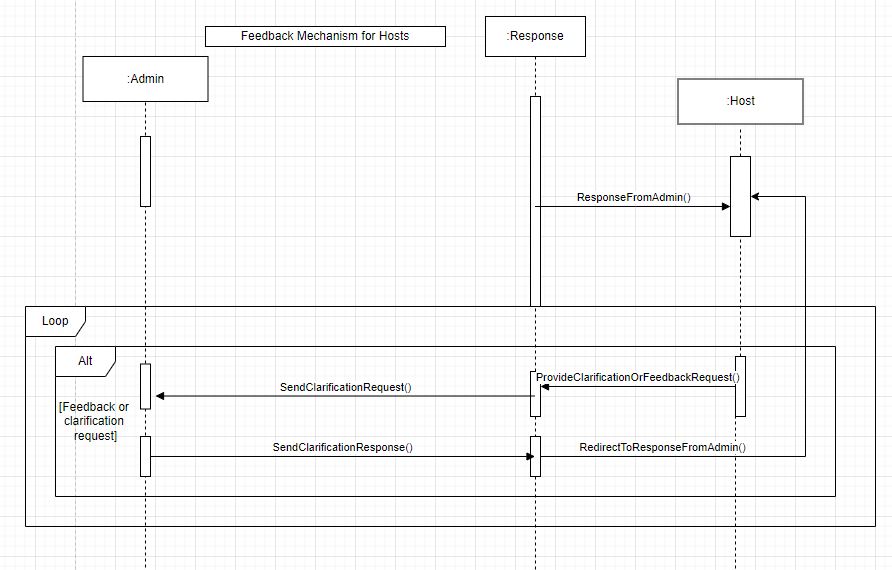 Feedback Mechanism for Hosts
:Response
:Admin
:Host
ResponseFromAdmin()
Loop
Alt
ProvideClarificationOrFeedbackRequest()
SendClarificationRequest()
[Feedback or
clarification
request]
SendClarificationResponse()
RedirectToResponseFromAdmin()